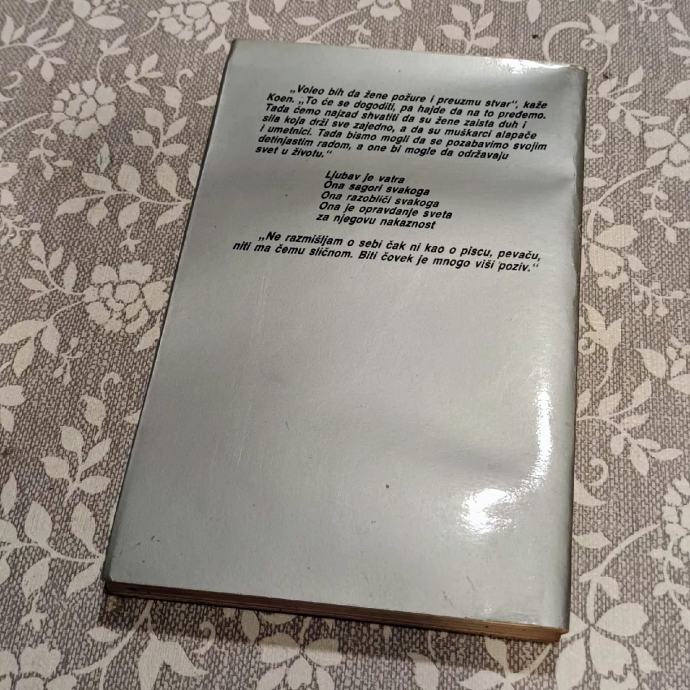 „Voleo bih da žene požure i preuzmu stvar“, kaže
Koen. „To će se dogoditi, pa hajde da na to pređemo.
Tada ćemo najzad shvatiti da su žene zaista duh i
sila koja drži sve zajedno, a da su muškarci alapače
i umetnici. Tada bismo mogli da se pozabavimo svojim
detinjastim radom, a one bi mogle da održavaju
svet u životu.“
Ljubav je vatra
Ona sagori svakoga
Ona razobliči svakoga
Ona je opravdanje sveta
za njegovu nakaznost
„Ne razmišljam o sebi čak ni kao o piscu, pevaču,
niti ma čemu sličnom. Biti čovek je mnogo viši poziv.“